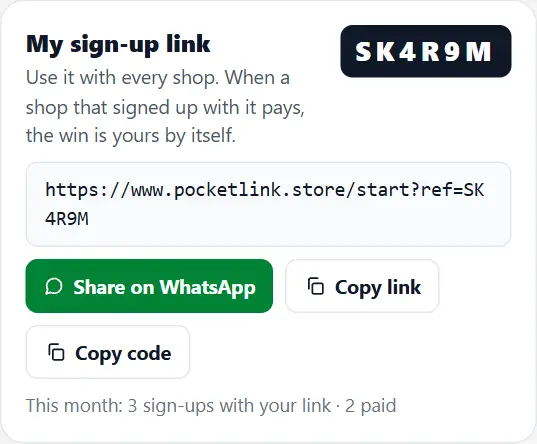 My sign-up link
SK4R9M
Use it with every shop. When a
shop that signed up with it pays,
the win is yours by itself.
https://www.pocketlink.store/start?ref=SK
4R9M
Share on WhatsApp
Copy link
Copy code
This month: 3 sign-ups with your link · 2 paid